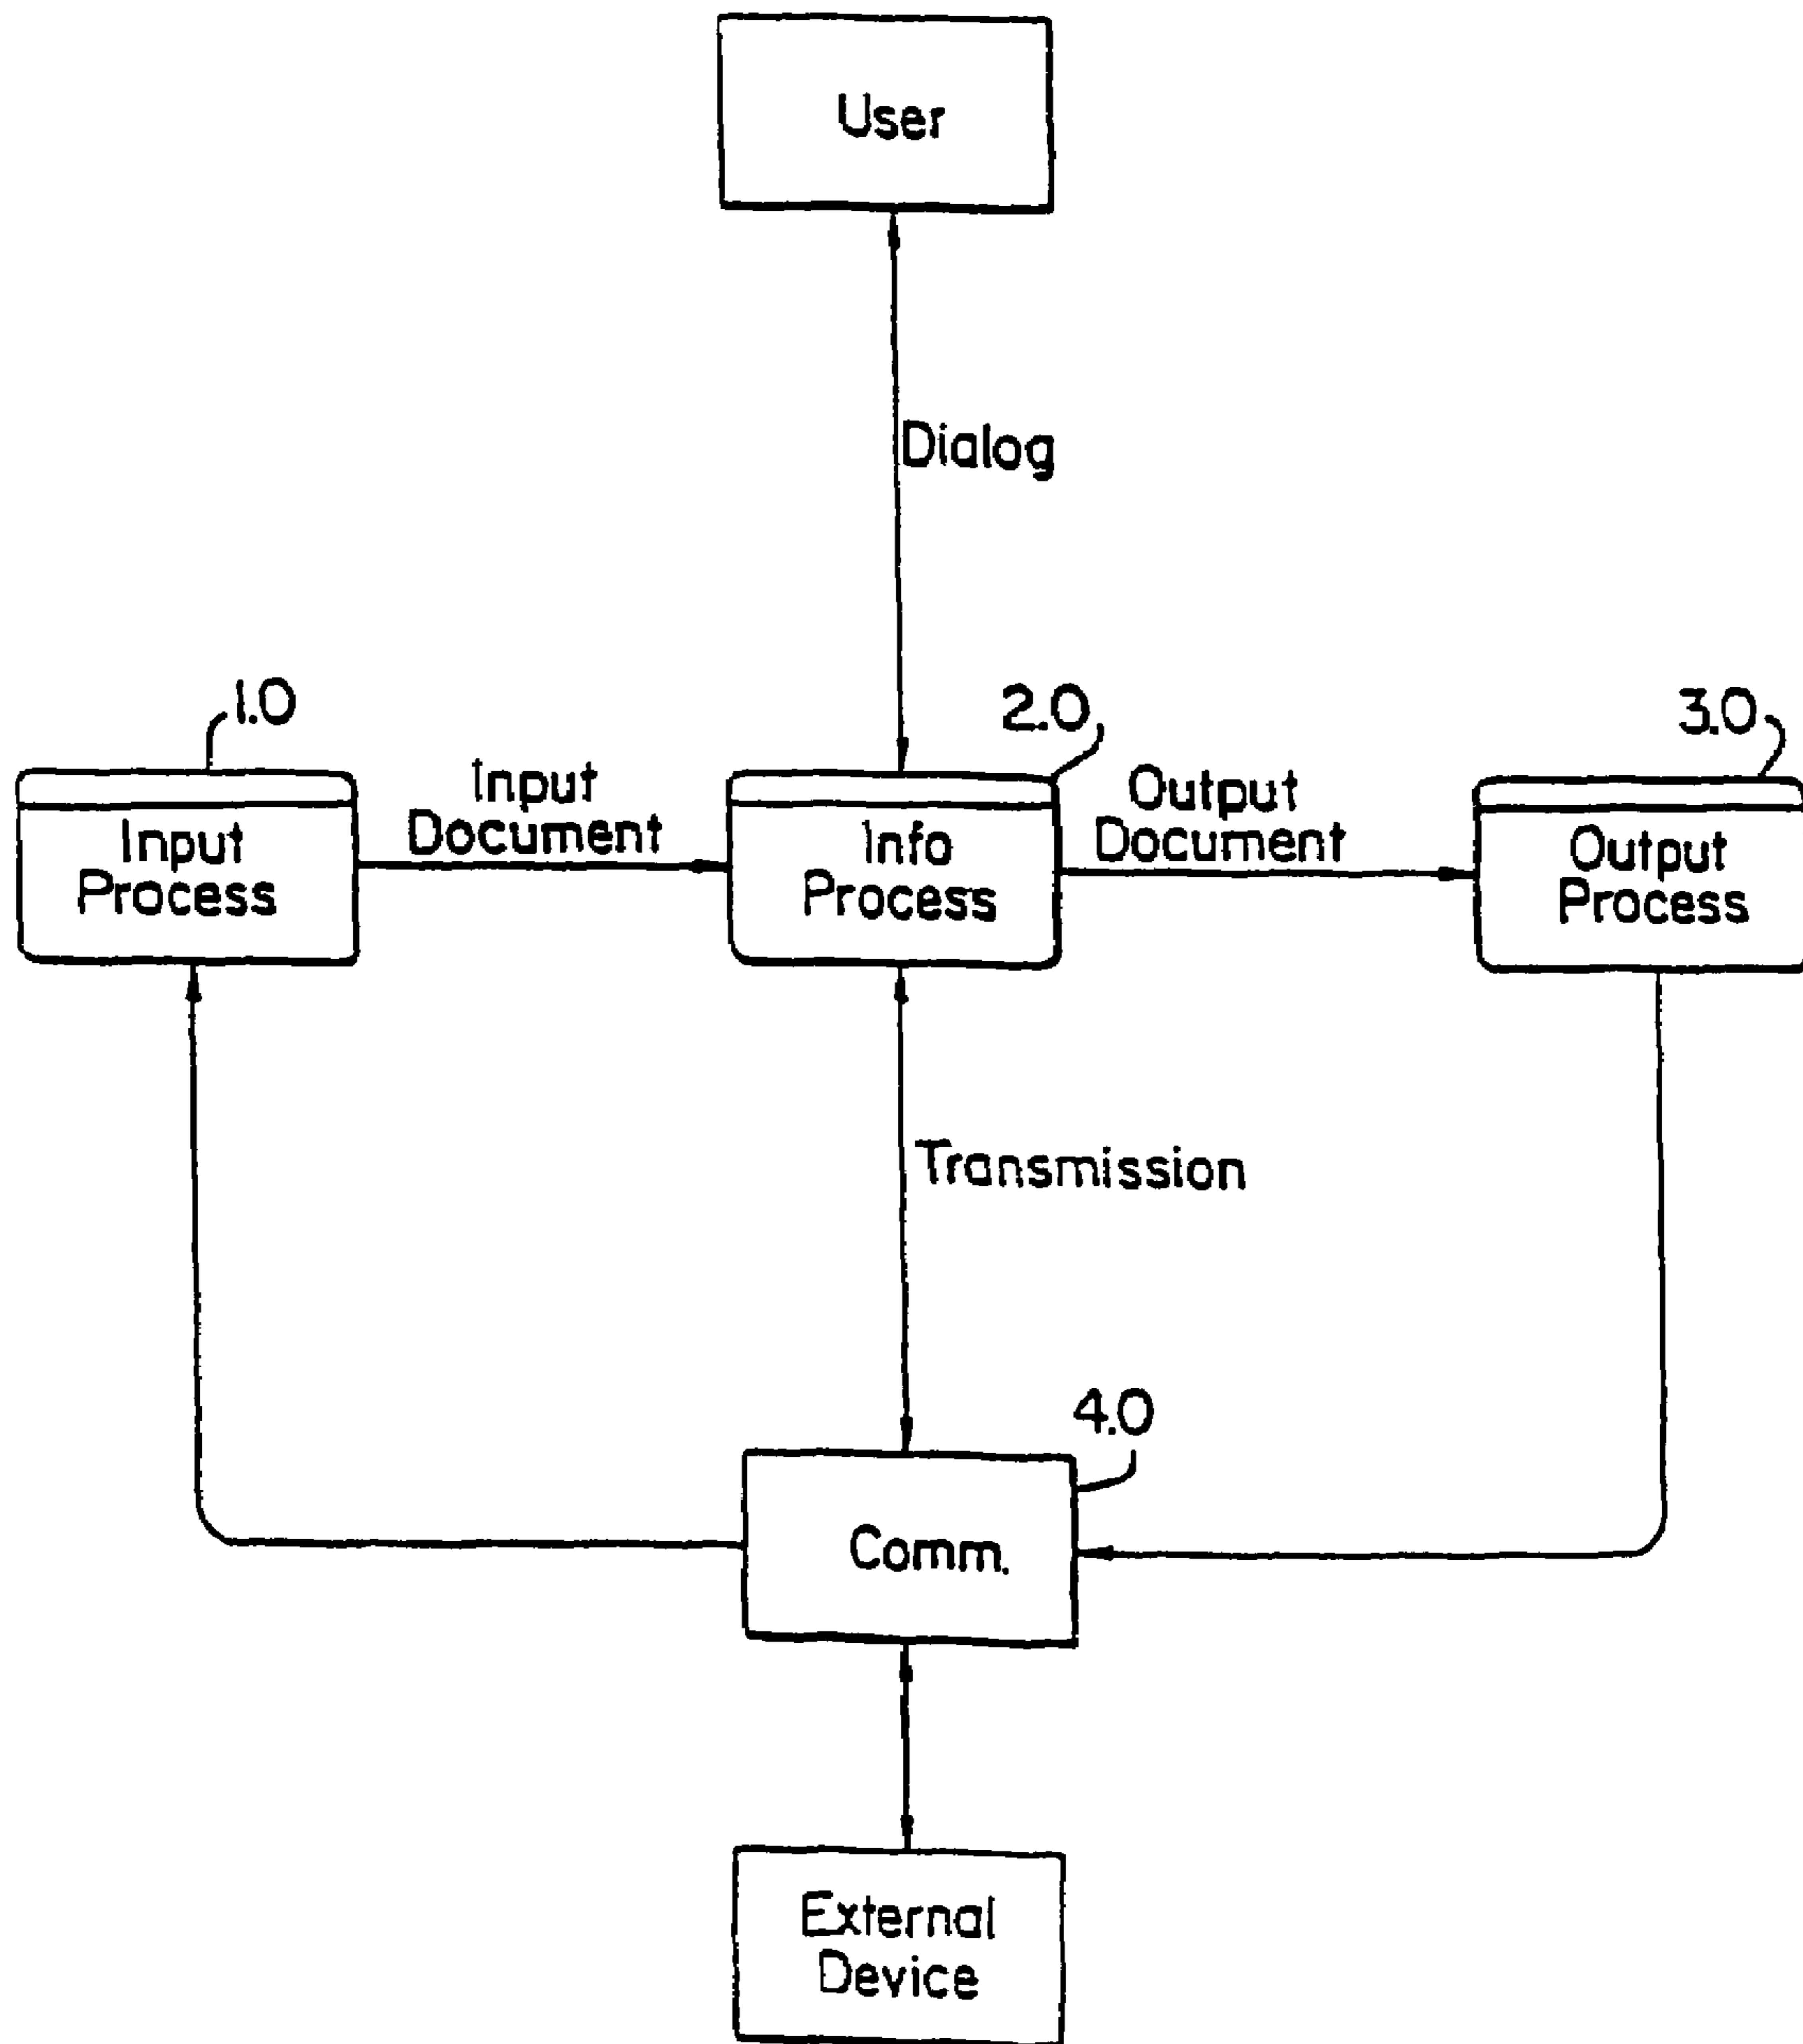 User
Dialog
1.0
2.0
3.0
Input
Document
Output
Document
Input
Process
Info
Process
Output
Process
Transmission
4.0
Comm.
External
Device